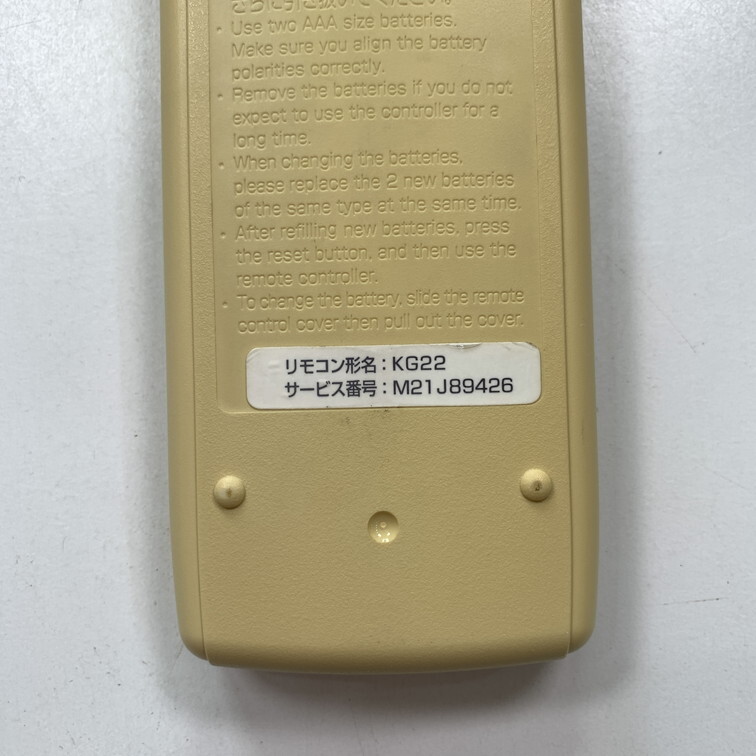 · Use two AAA size batteries.
Make sure you align the battery
polarities correctly.
· Remove the batteries if you do not
expect to use the controller for a
long time.
· When changing the batteries,
please replace the 2 new batteries
of the same type at the same time.
· After refilling new batteries, press
the reset button, and then use the
remote controller.
· To change the battery, slide the remote
control cover then pull out the cover.
リモコン形名：KG22
サービス番号：M21J89426